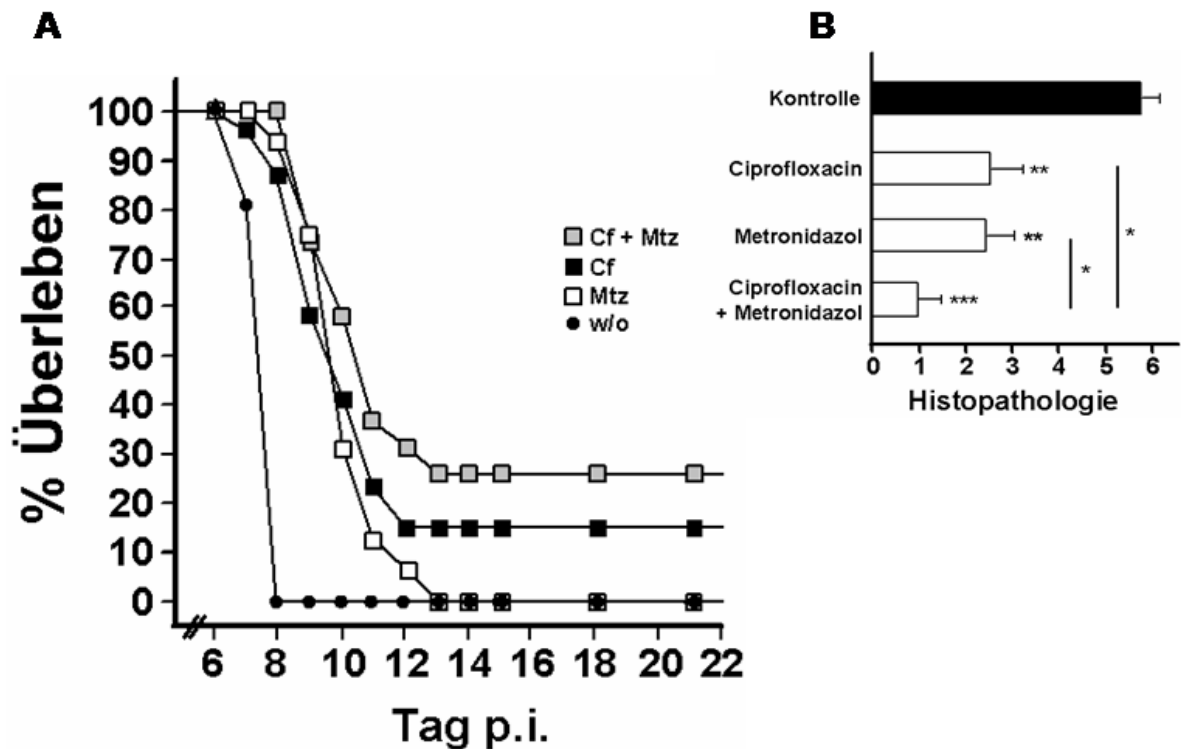 A
% Überleben
100
90
80
70
60
50
40
30
20
10
0
6 8 10 12 14 16 18 20 22
Tag p.i.
Cf + Mtz
Cf
Mtz
w/o
B
Kontrolle
Ciprofloxacin
**
Metronidazol
**
Ciprofloxacin
+ Metronidazol
***
*
*
0 1 2 3 4 5 6
Histopathologie